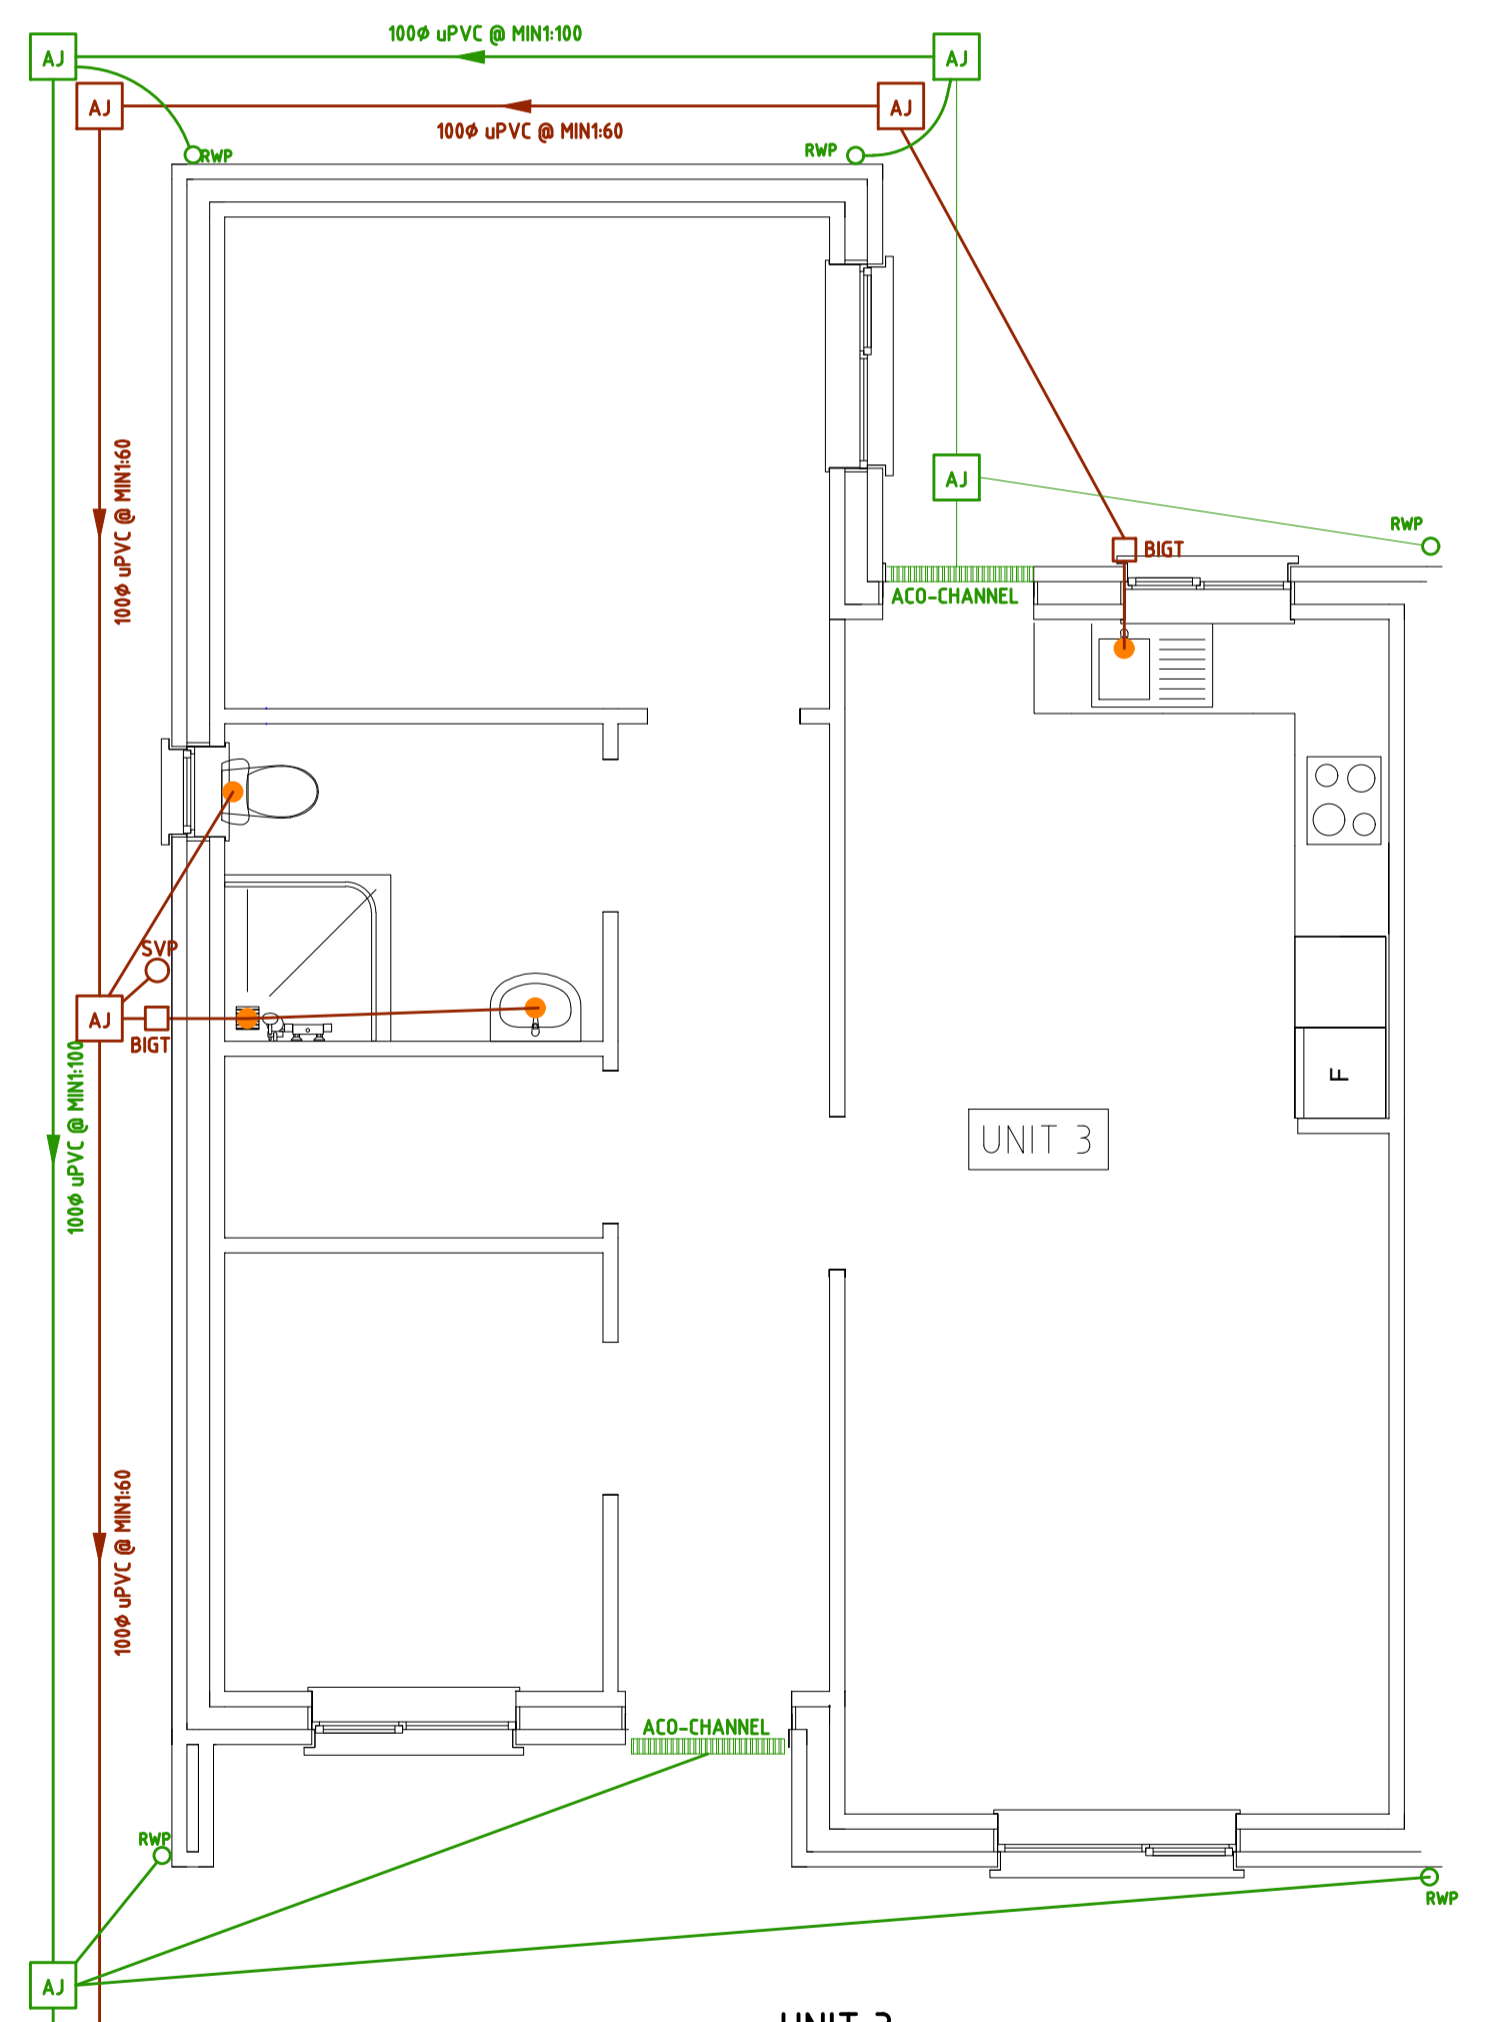 100Ø uPVC @ MIN1:100
AJ
AJ
AJ
AJ
100Ø uPVC @ MIN1:60
RWP
RWP
100Ø uPVC @ MIN1:60
AJ
RWP
BIGT
ACO-CHANNEL
SVP
AJ
BIGT
100Ø uPVC @ MIN1:100
F
UNIT 3
100Ø uPVC @ MIN1:60
ACO-CHANNEL
RWP
RWP
AJ